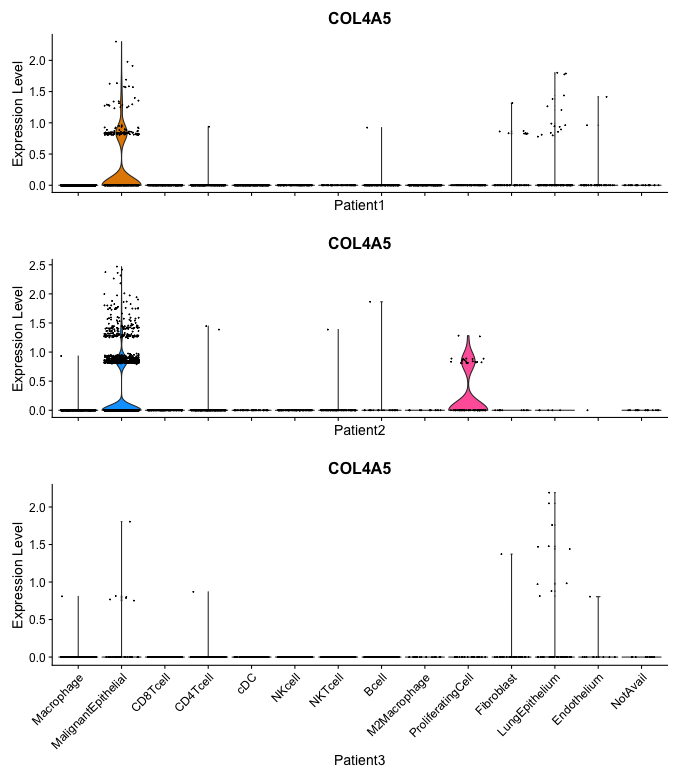 COL4A5
Expression Level
2.0
1.5
1.0
0.5
0.0
Patient1
COL4A5
Expression Level
2.5
2.0
1.5
1.0
0.5
0.0
Patient2
COL4A5
Expression Level
2.0
1.5
1.0
0.5
0.0
Macrophage
MalignantEpithelial
CD8Tcell
CD4Tcell
cDC
NKcell
NKTcell
Bcell
M2Macrophage
ProliferatingCell
Fibroblast
LungEpithelium
Endothelium
NotAvail
Patient3